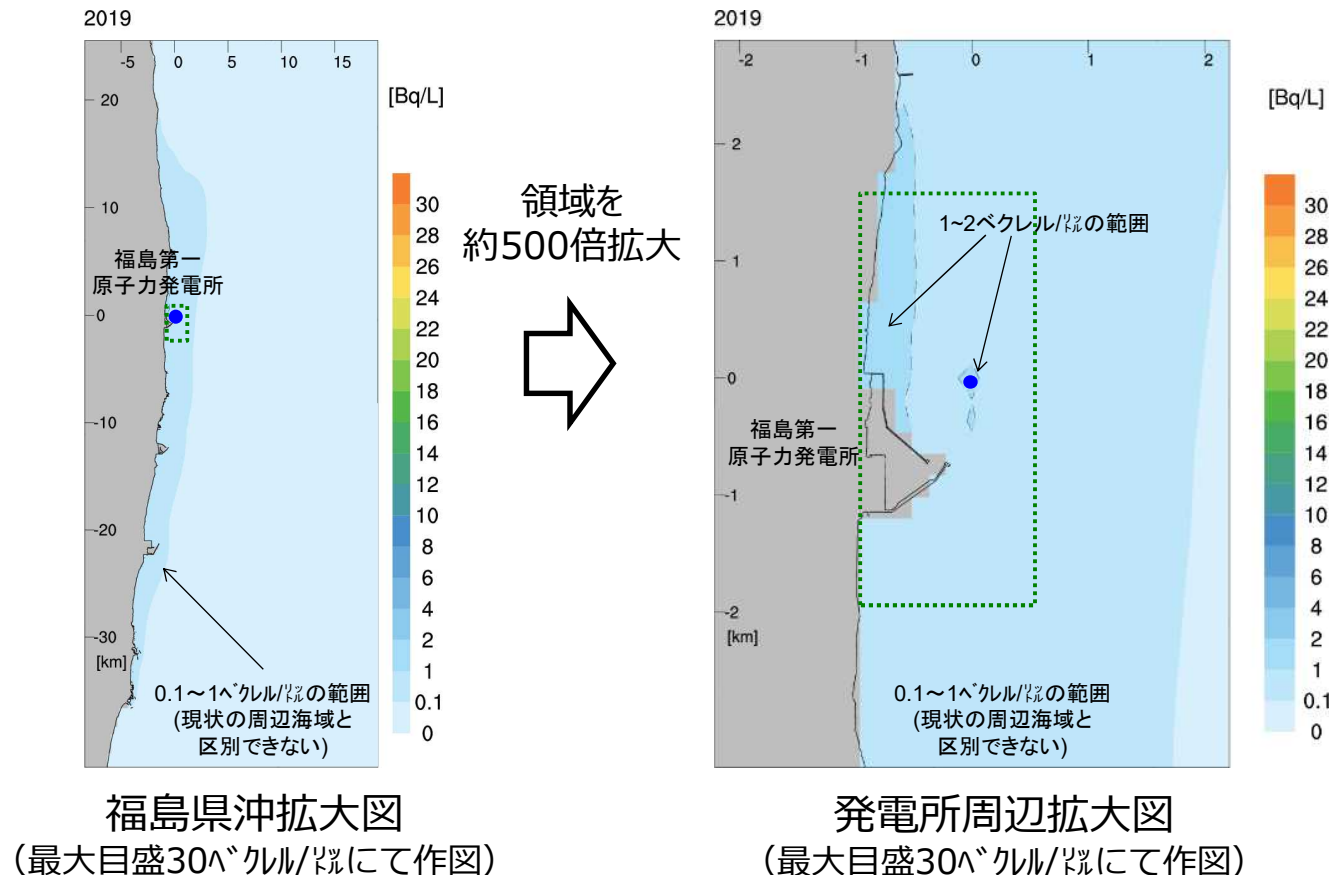 2019
-5 0 5 10 15
20
10
0
-10
-20
-30
[km]
[Bq/L]
30
28
26
24
22
20
18
16
14
12
10
8
6
4
2
1
0.1
0
福島第一
原子力発電所
0.1～1ﾍﾞｸﾚﾙ/㍑の範囲
(現状の周辺海域と
区別できない)
福島県沖拡大図
（最大目盛30ﾍﾞｸﾚﾙ/㍑にて作図）
領域を
約500倍拡大
2019
-2 -1 0 1 2
2
1
0
-1
-2
[km]
[Bq/L]
30
28
26
24
22
20
18
16
14
12
10
8
6
4
2
1
0.1
0
1~2ベクレル/㍑の範囲
福島第一
原子力発電所
0.1～1ﾍﾞｸﾚﾙ/㍑の範囲
(現状の周辺海域と
区別できない)
発電所周辺拡大図
（最大目盛30ﾍﾞｸﾚﾙ/㍑にて作図）